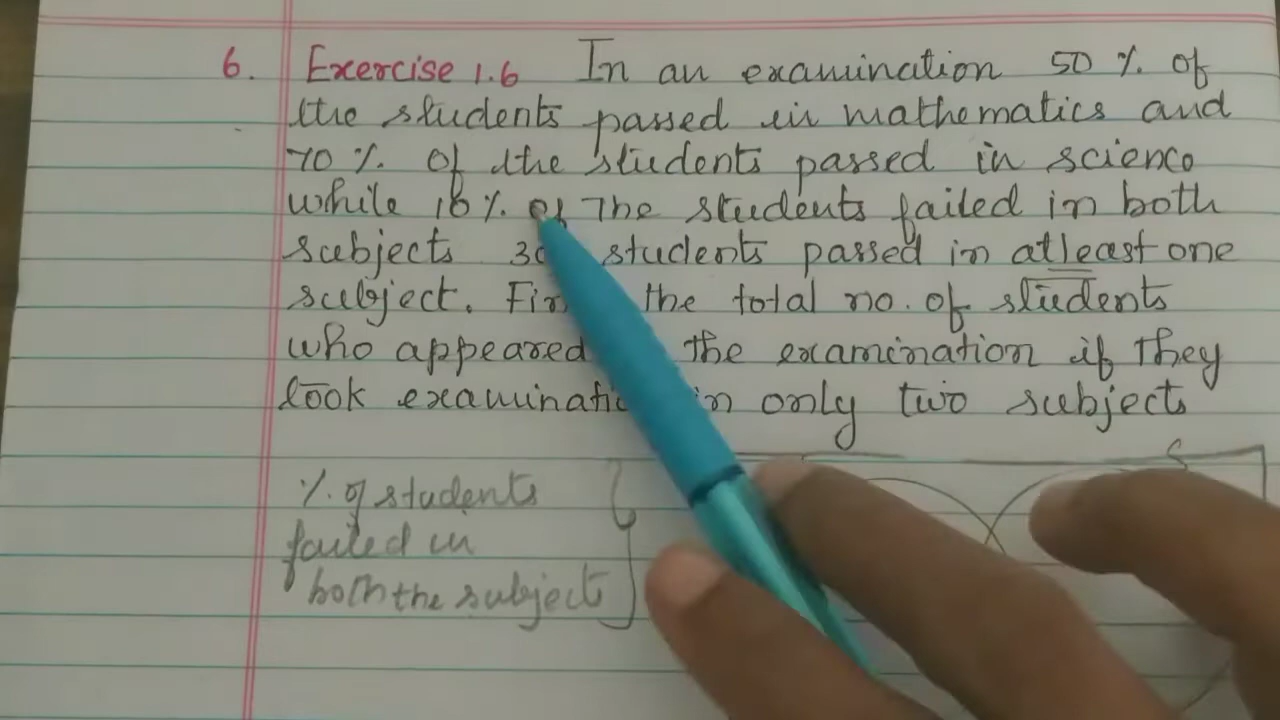 6. Exercise 1.6 In an examination 50 % of
the students passed in mathematics and
70 % of the students passed in science
while 10 % of The students failed in both
subjects students passed in atleast one
subject. the total no. of students
who appeared the examination if they
took in only two subjects
S
% of students
failed in
both the subject